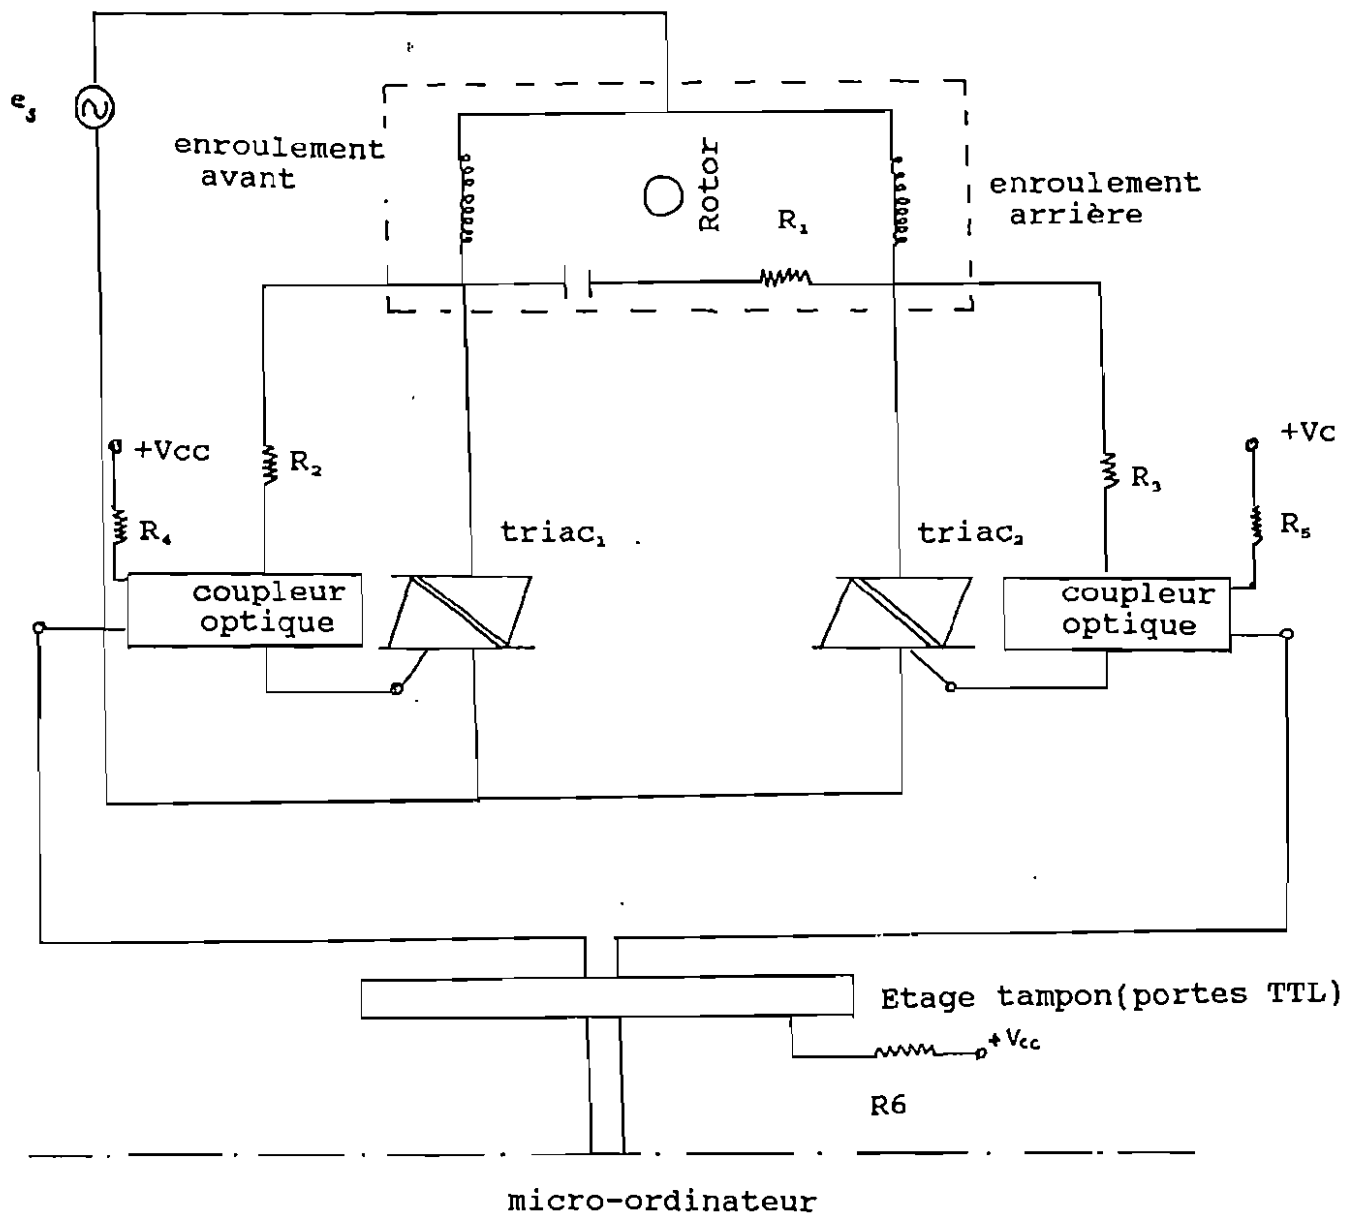 e_s
enroulement
avant
Rotor
R₁
enroulement
arrière
+Vcc
R₂
R₄
triac₁
triac₂
R₃
+Vc
R₅
coupleur
optique
coupleur
optique
Etage tampon(portes TTL)
+Vcc
R6
micro-ordinateur